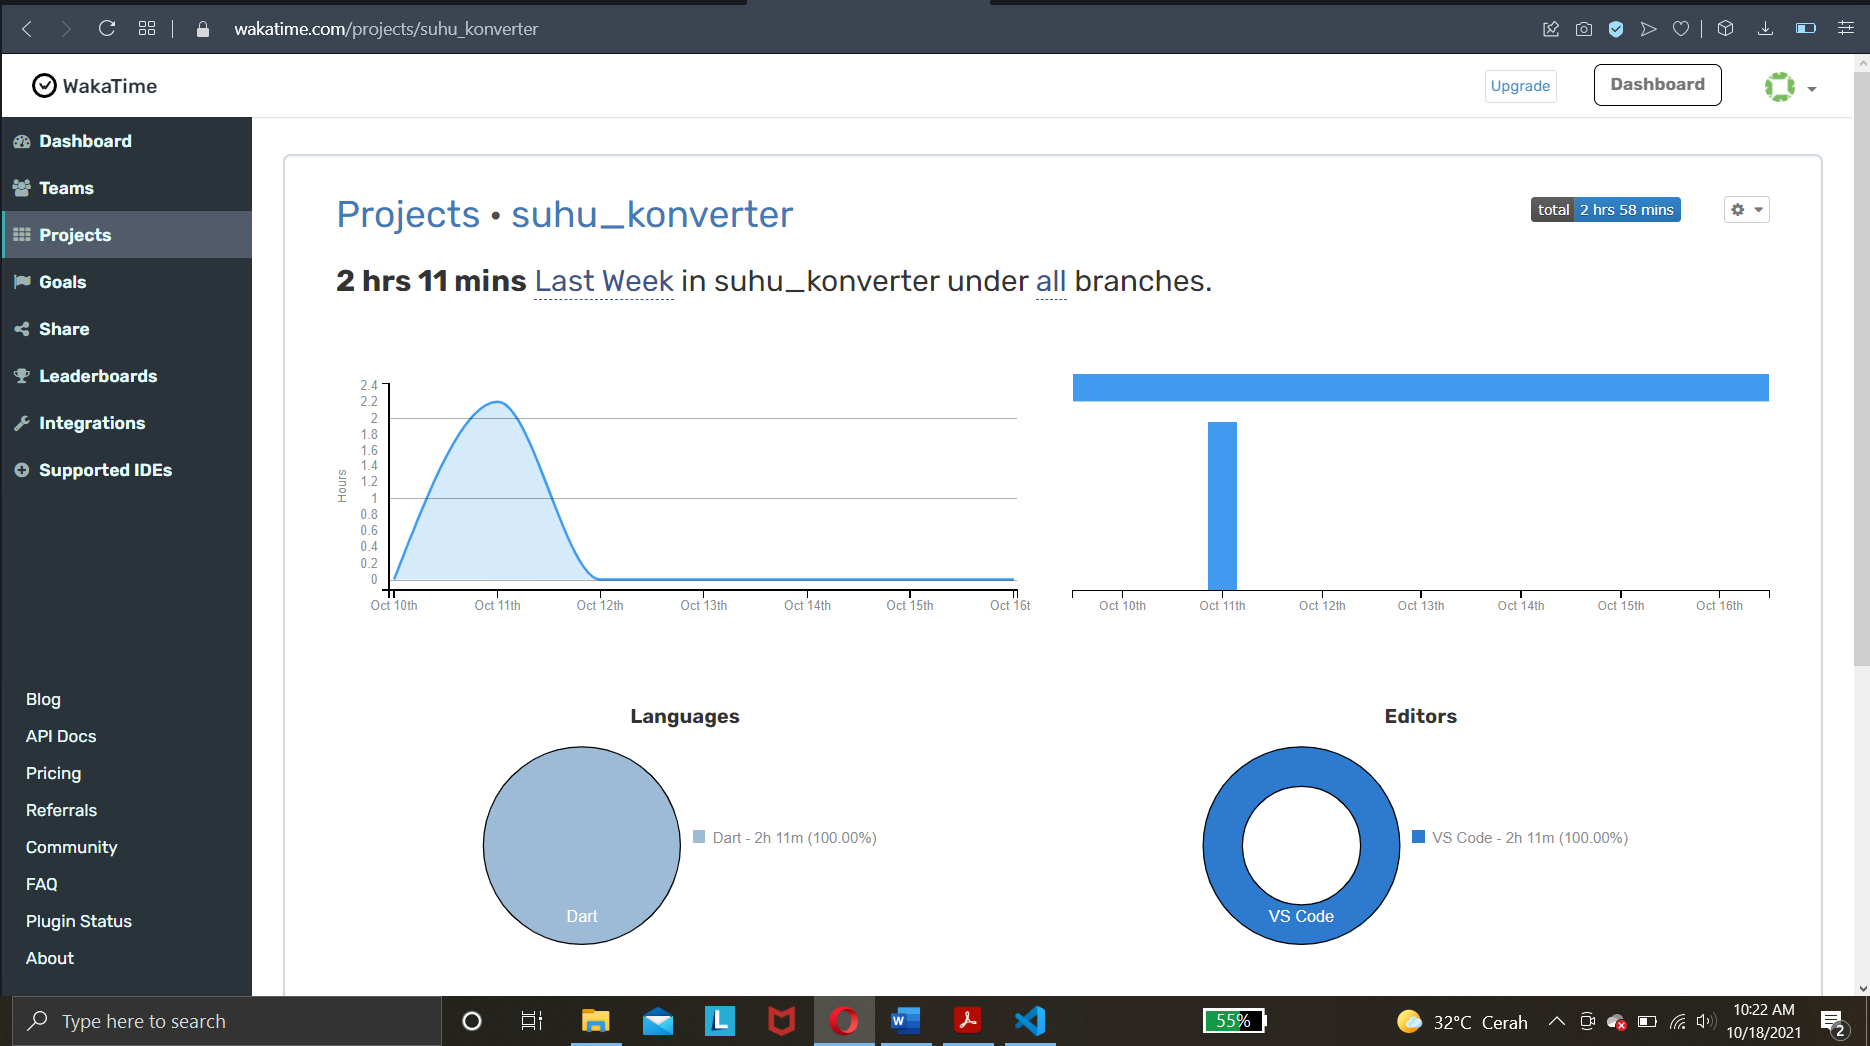 wakatime.com/projects/suhu_konverter
WakaTime
Upgrade
Dashboard
Dashboard
Teams
Projects
Goals
Share
Leaderboards
Integrations
Supported IDEs
Blog
API Docs
Pricing
Referrals
Community
FAQ
Plugin Status
About
Projects • suhu_konverter
total 2 hrs 58 mins
2 hrs 11 mins Last Week in suhu_konverter under all branches.
Hours
2.4
2.2
2
1.8
1.6
1.4
1.2
1
0.8
0.6
0.4
0.2
0
Oct 10th Oct 11th Oct 12th Oct 13th Oct 14th Oct 15th Oct 16t
Oct 10th Oct 11th Oct 12th Oct 13th Oct 14th Oct 15th Oct 16th
Languages
Dart
Dart - 2h 11m (100.00%)
Editors
VS Code
VS Code - 2h 11m (100.00%)
Type here to search
L
W
55%
32°C Cerah
10:22 AM
10/18/2021
2